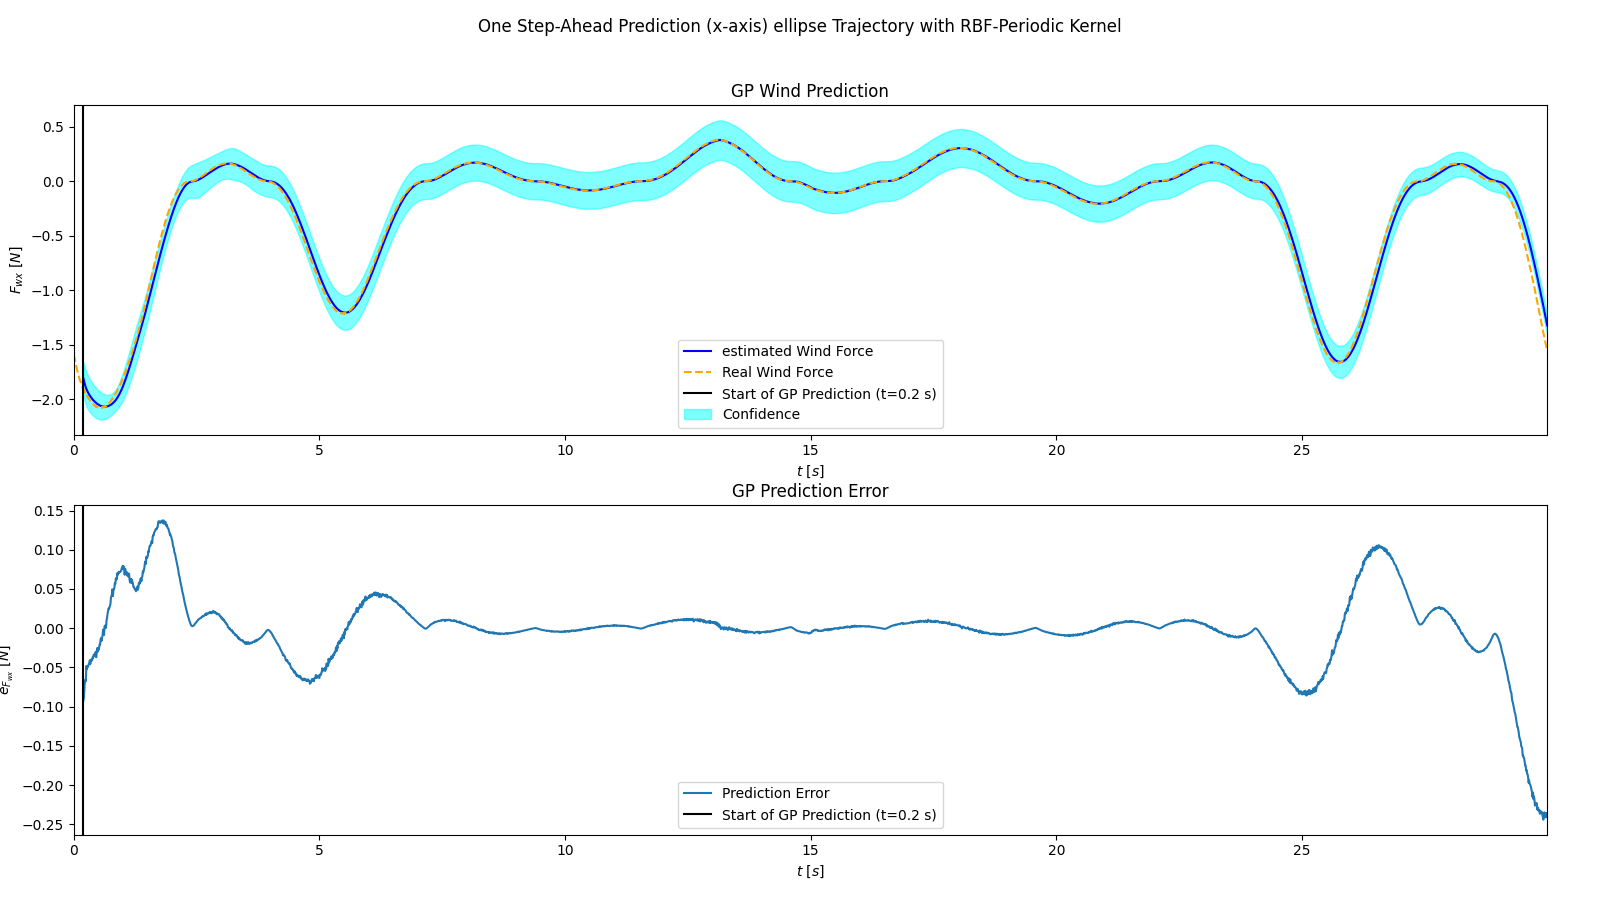 One Step-Ahead Prediction (x-axis) ellipse Trajectory with RBF-Periodic Kernel
GP Wind Prediction
0.5
0.0
−0.5
−1.0
−1.5
−2.0
F_wx [N]
estimated Wind Force
Real Wind Force
Start of GP Prediction (t=0.2 s)
Confidence
0 5 10 15 20 25
t [s]
GP Prediction Error
0.15
0.10
0.05
0.00
−0.05
−0.10
−0.15
−0.20
−0.25
e_F_wx [N]
Prediction Error
Start of GP Prediction (t=0.2 s)
0 5 10 15 20 25
t [s]